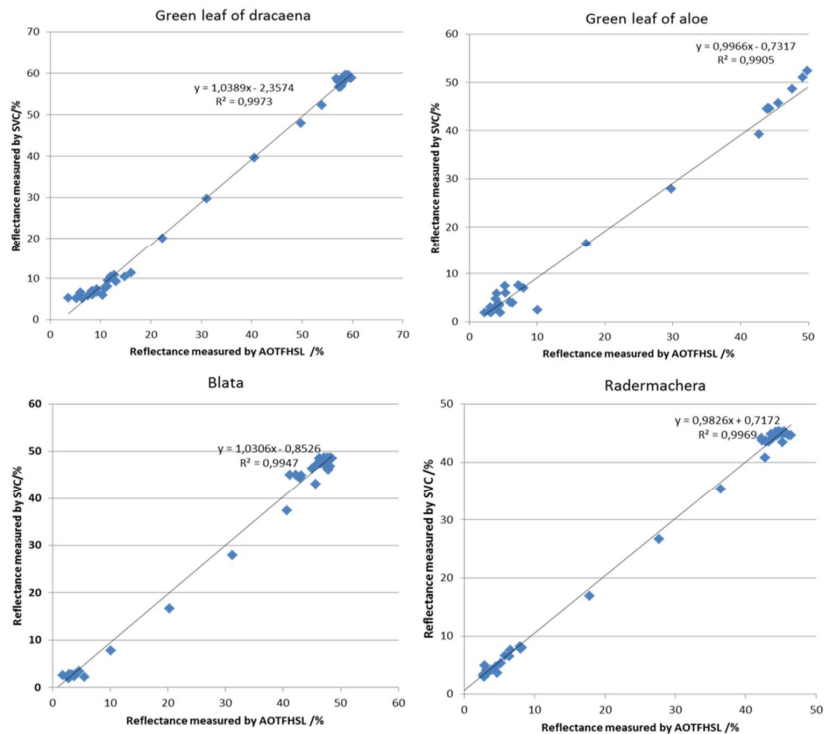 Green leaf of dracaena
70
60
50
40
30
20
10
0
y = 1,0389x - 2,3574
R² = 0,9973
Reflectance measured by SVC/%
0 10 20 30 40 50 60 70
Reflectance measured by AOTFHSL /%
Green leaf of aloe
60
50
40
30
20
10
0
y = 0,9966x - 0,7317
R² = 0,9905
Reflectance measured by SVC/%
0 10 20 30 40 50
Reflectance measured by AOTFHSL /%
Blata
60
50
40
30
20
10
0
y = 1,0306x - 0,8526
R² = 0,9947
Reflectance measured by SVC/%
0 10 20 30 40 50 60
Reflectance measured by AOTFHSL /%
Radermachera
50
40
30
20
10
0
y = 0,9826x + 0,7172
R² = 0,9969
Reflectance measured by SVC /%
0 10 20 30 40 50
Reflectance measured by AOTFHSL /%